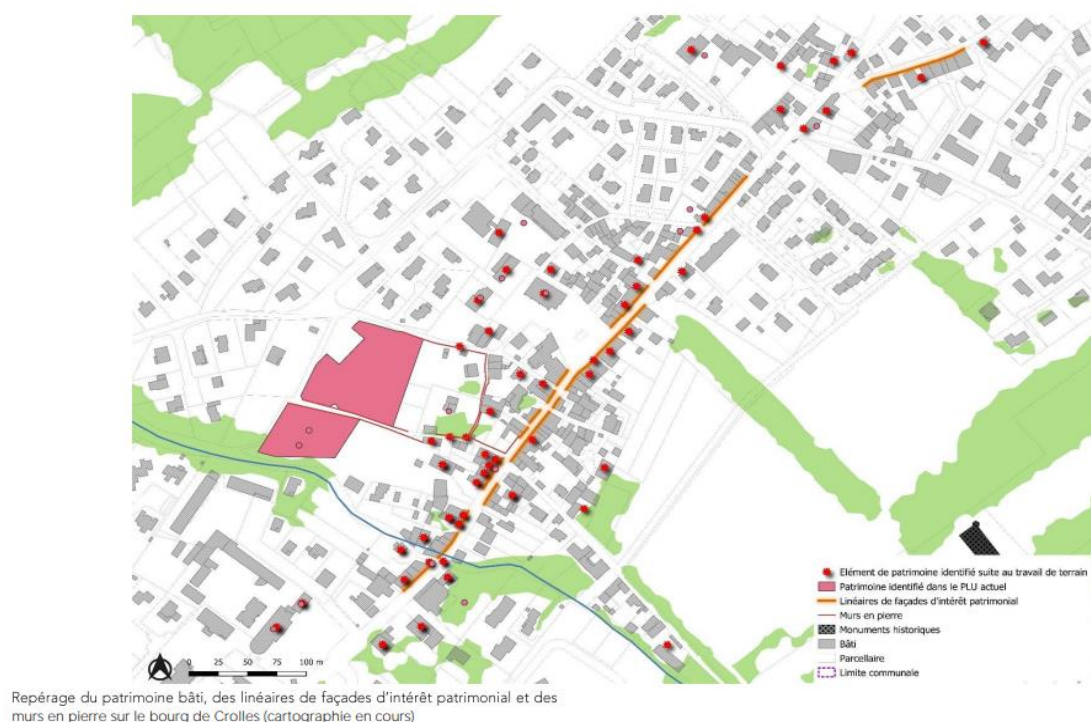 Elément de patrimoine identifié suite au travail de terrain
Patrimoine identifié dans le PLU actuel
Linéaires de façades d'intérêt patrimonial
Murs en pierre
Monuments historiques
Bâti
Parcellaire
Limite communale
0 25 50 75 100 m
Repérage du patrimoine bâti, des linéaires de façades d'intérêt patrimonial et des
murs en pierre sur le bourg de Crolles (cartographie en cours)